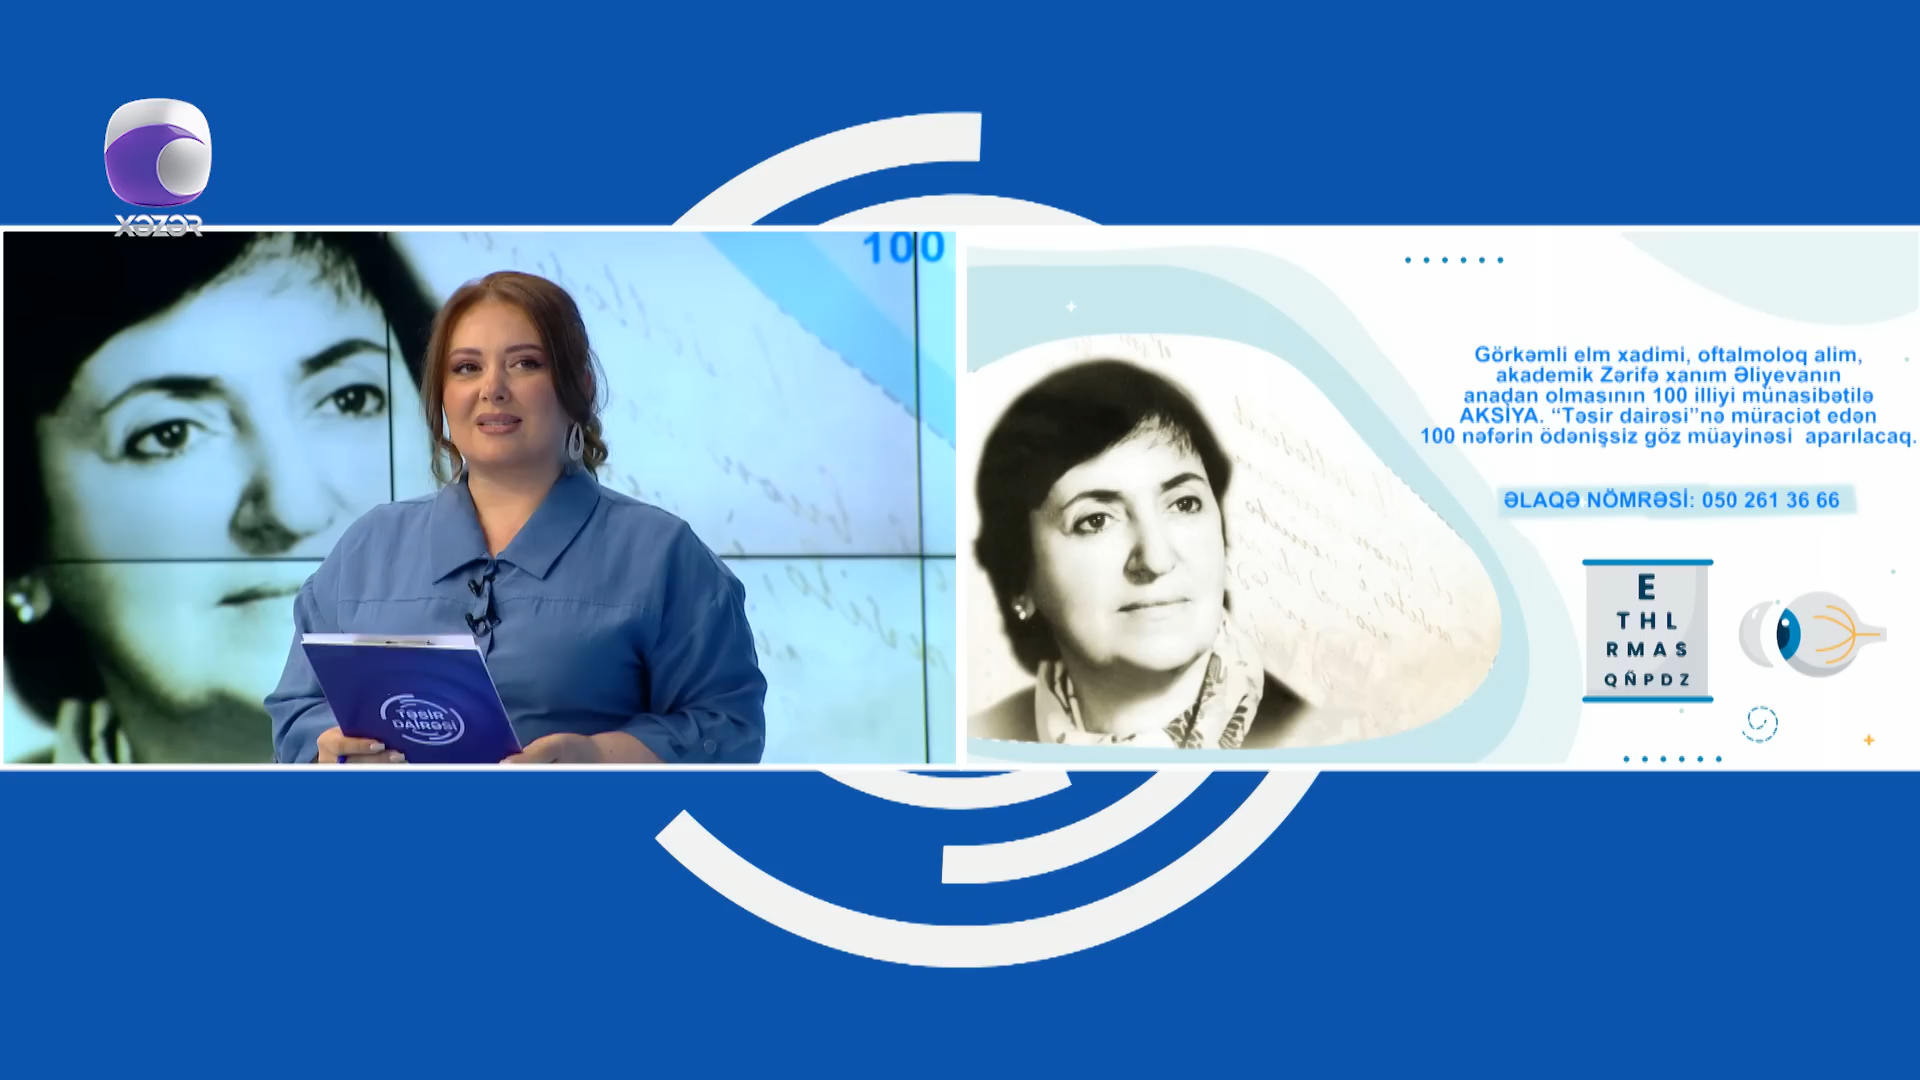 XƏZƏR
100
TƏSİR
DAİRƏSİ
Görkəmli elm xadimi, oftalmoloq alim,
akademik Zərifə xanım Əliyevanın
anadan olmasının 100 illiyi münasibətilə
AKSİYA. “Təsir dairəsi”nə müraciət edən
100 nəfərin ödənişsiz göz müayinəsi aparılacaq.
ƏLAQƏ NÖMRƏSİ: 050 261 36 66
E
THL
RMAS
QÑPDZ